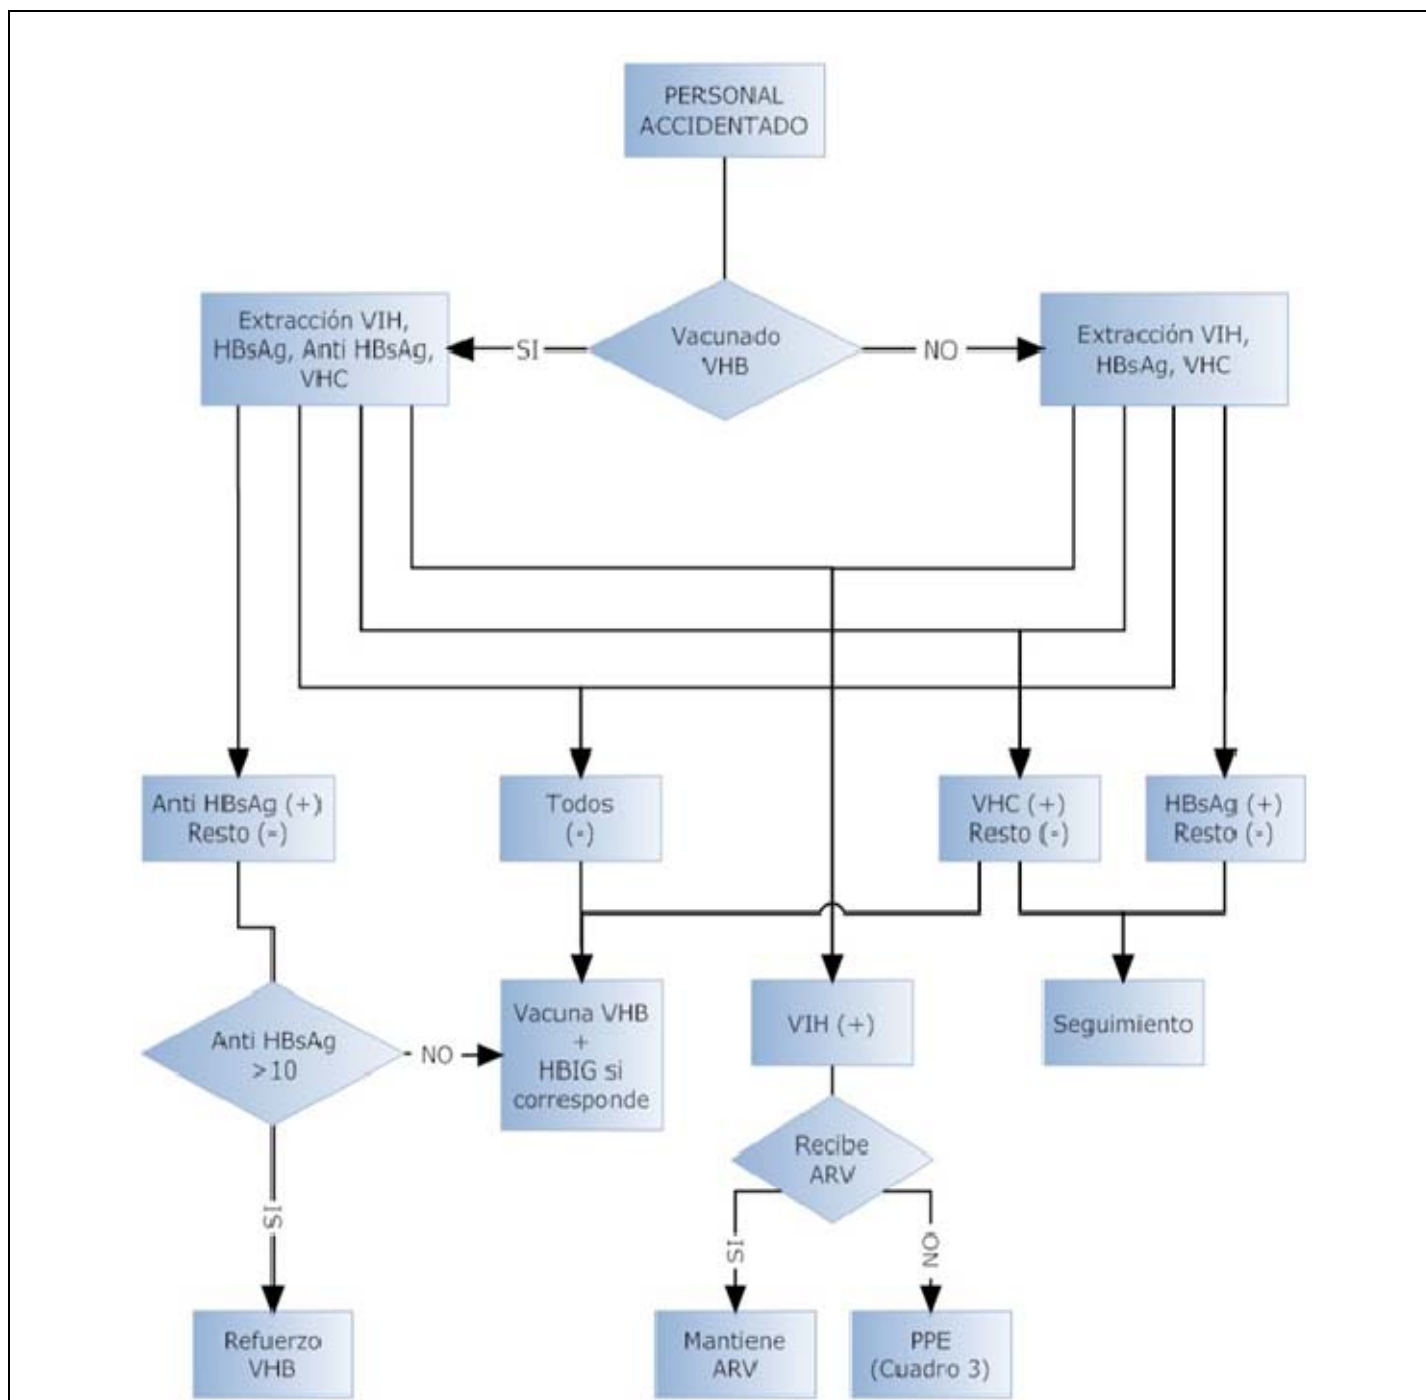 PERSONAL
ACCIDENTADO
Extracción VIH,
HBsAg, Anti HBsAg,
VHC
SI
Vacunado
VHB
NO
Extracción VIH,
HBsAg, VHC
Anti HBsAg (+)
Resto (-)
Todos
(-)
VHC (+)
Resto (-)
HBsAg (+)
Resto (-)
Anti HBsAg
>10
NO
Vacuna VHB
+
HBIG si
corresponde
VIH (+)
Seguimiento
Recibe
ARV
SI
SI
NO
Refuerzo
VHB
Mantiene
ARV
PPE
(Cuadro 3)